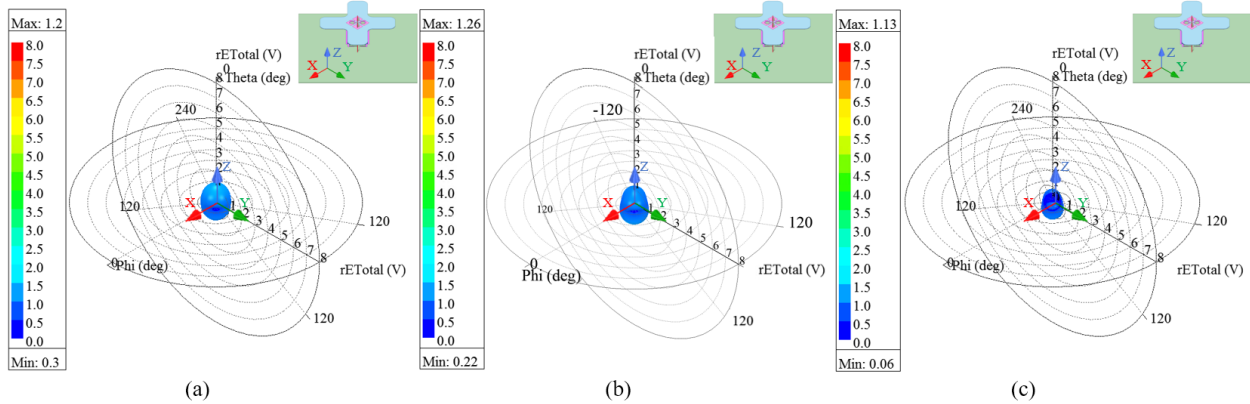 Max: 1.2
8.0
7.5
7.0
6.5
6.0
5.5
5.0
4.5
4.0
3.5
3.0
2.5
2.0
1.5
1.0
0.5
0.0
Min: 0.3
rETotal (V)
0
Theta (deg)
8
7
6
5
4
3
2
240
Z
X
Y
1
2
3
4
5
6
7
8
120
120
120
0
Phi (deg)
rETotal (V)
Z
X
Y
(a)
Max: 1.26
8.0
7.5
7.0
6.5
6.0
5.5
5.0
4.5
4.0
3.5
3.0
2.5
2.0
1.5
1.0
0.5
0.0
Min: 0.22
rETotal (V)
0
Theta (deg)
8
7
6
5
4
3
2
-120
Z
X
Y
1
2
3
4
5
6
7
8
120
120
120
0
Phi (deg)
rETotal (V)
Z
X
Y
(b)
Max: 1.13
8.0
7.5
7.0
6.5
6.0
5.5
5.0
4.5
4.0
3.5
3.0
2.5
2.0
1.5
1.0
0.5
0.0
Min: 0.06
rETotal (V)
0
Theta (deg)
8
7
6
5
4
3
2
240
Z
X
Y
1
2
3
4
5
6
7
8
120
120
120
0
Phi (deg)
rETotal (V)
Z
X
Y
(c)